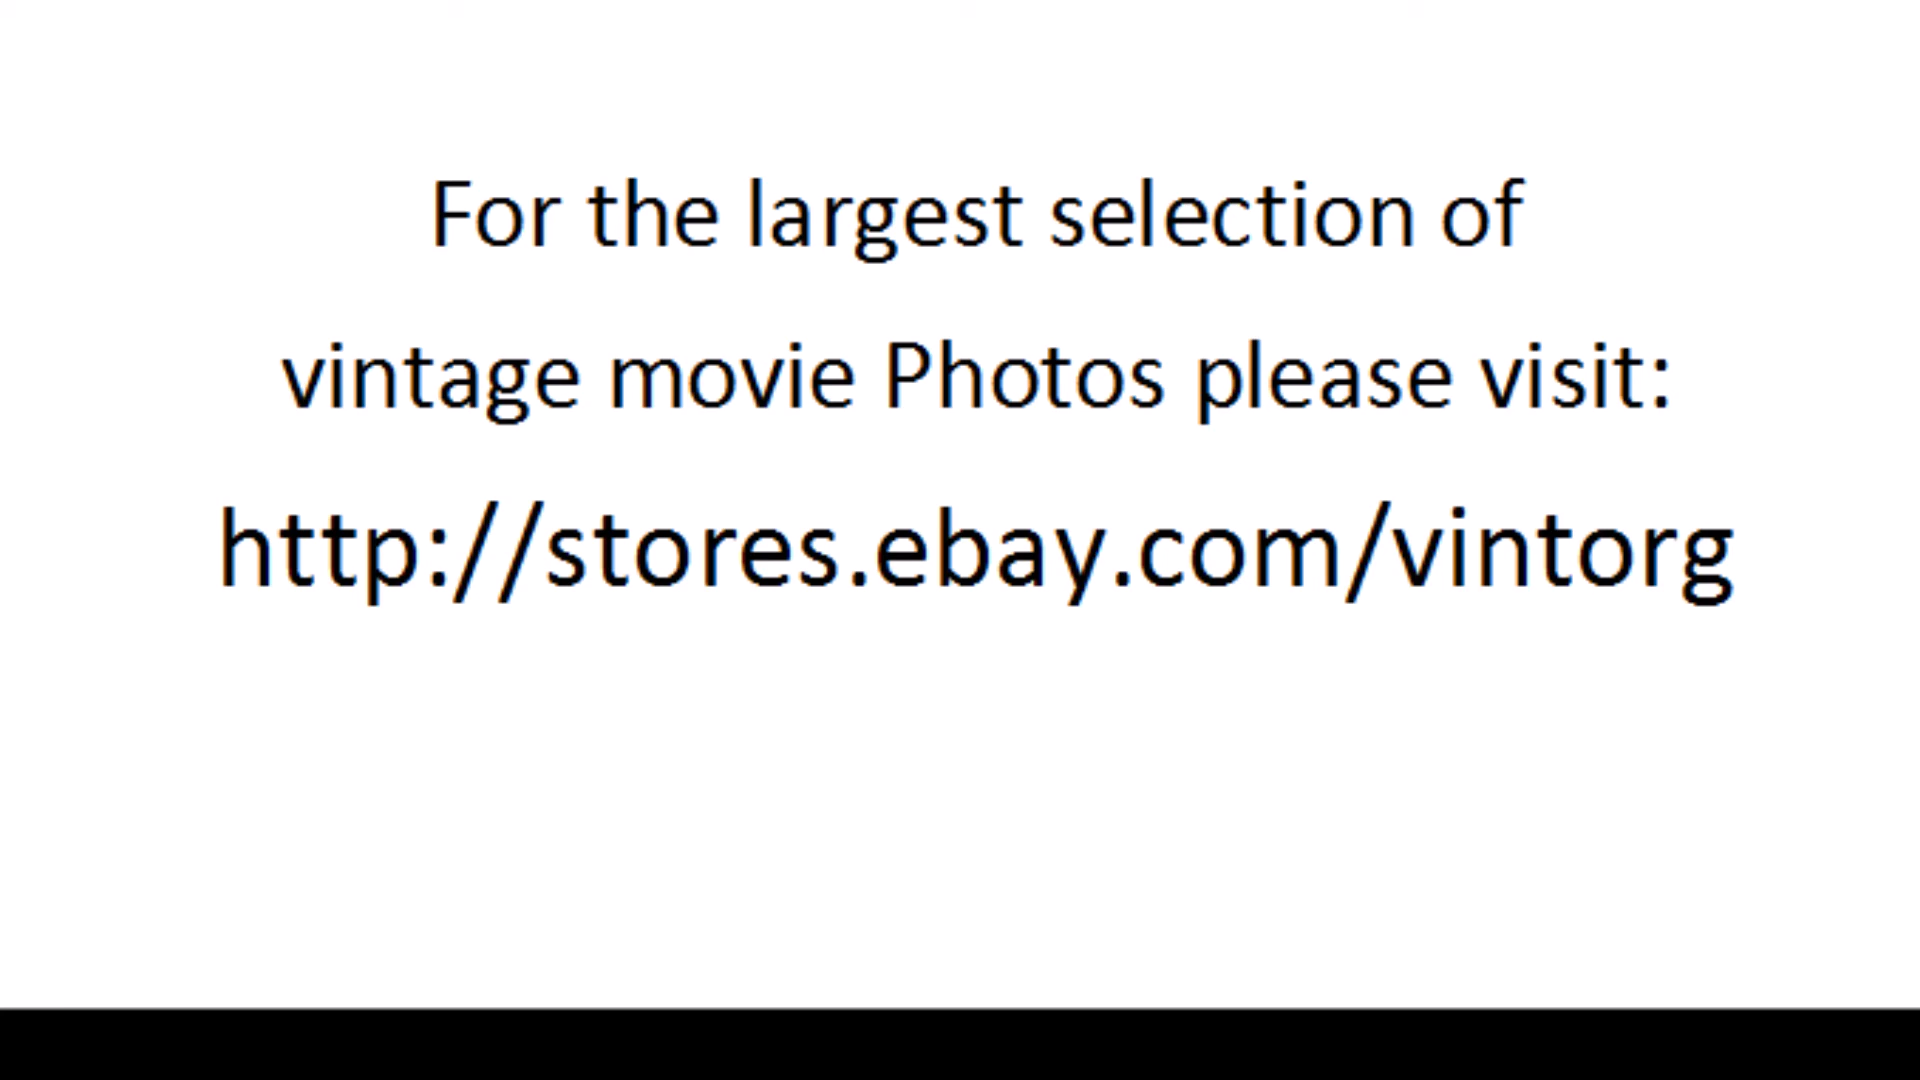 For the largest selection of
vintage movie Photos please visit:
http://stores.ebay.com/vintorg